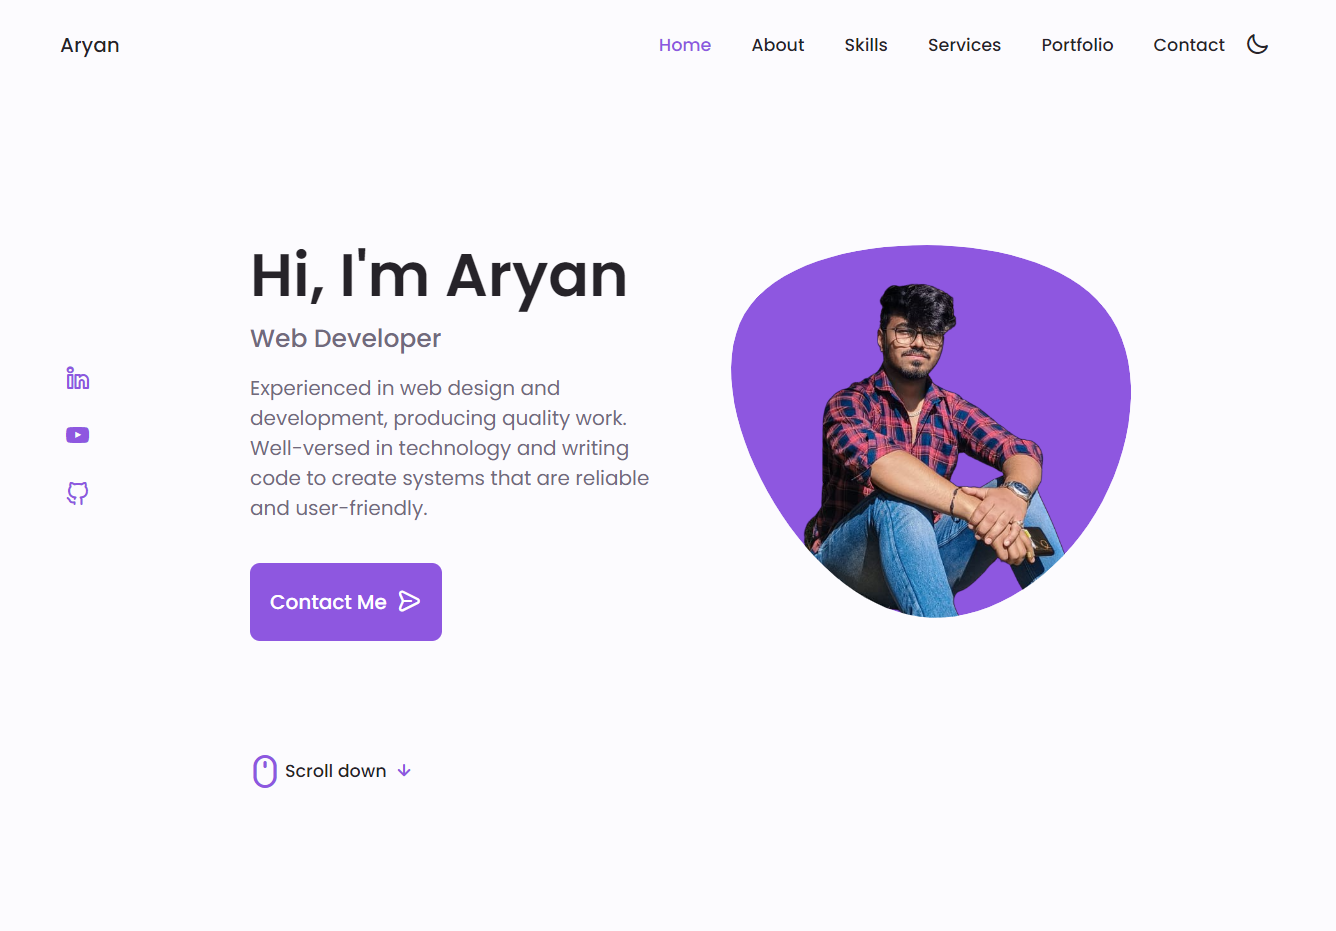 Aryan
Home About Skills Services Portfolio Contact
Hi, I'm Aryan
Web Developer
Experienced in web design and
development, producing quality work.
Well-versed in technology and writing
code to create systems that are reliable
and user-friendly.
Contact Me
Scroll down